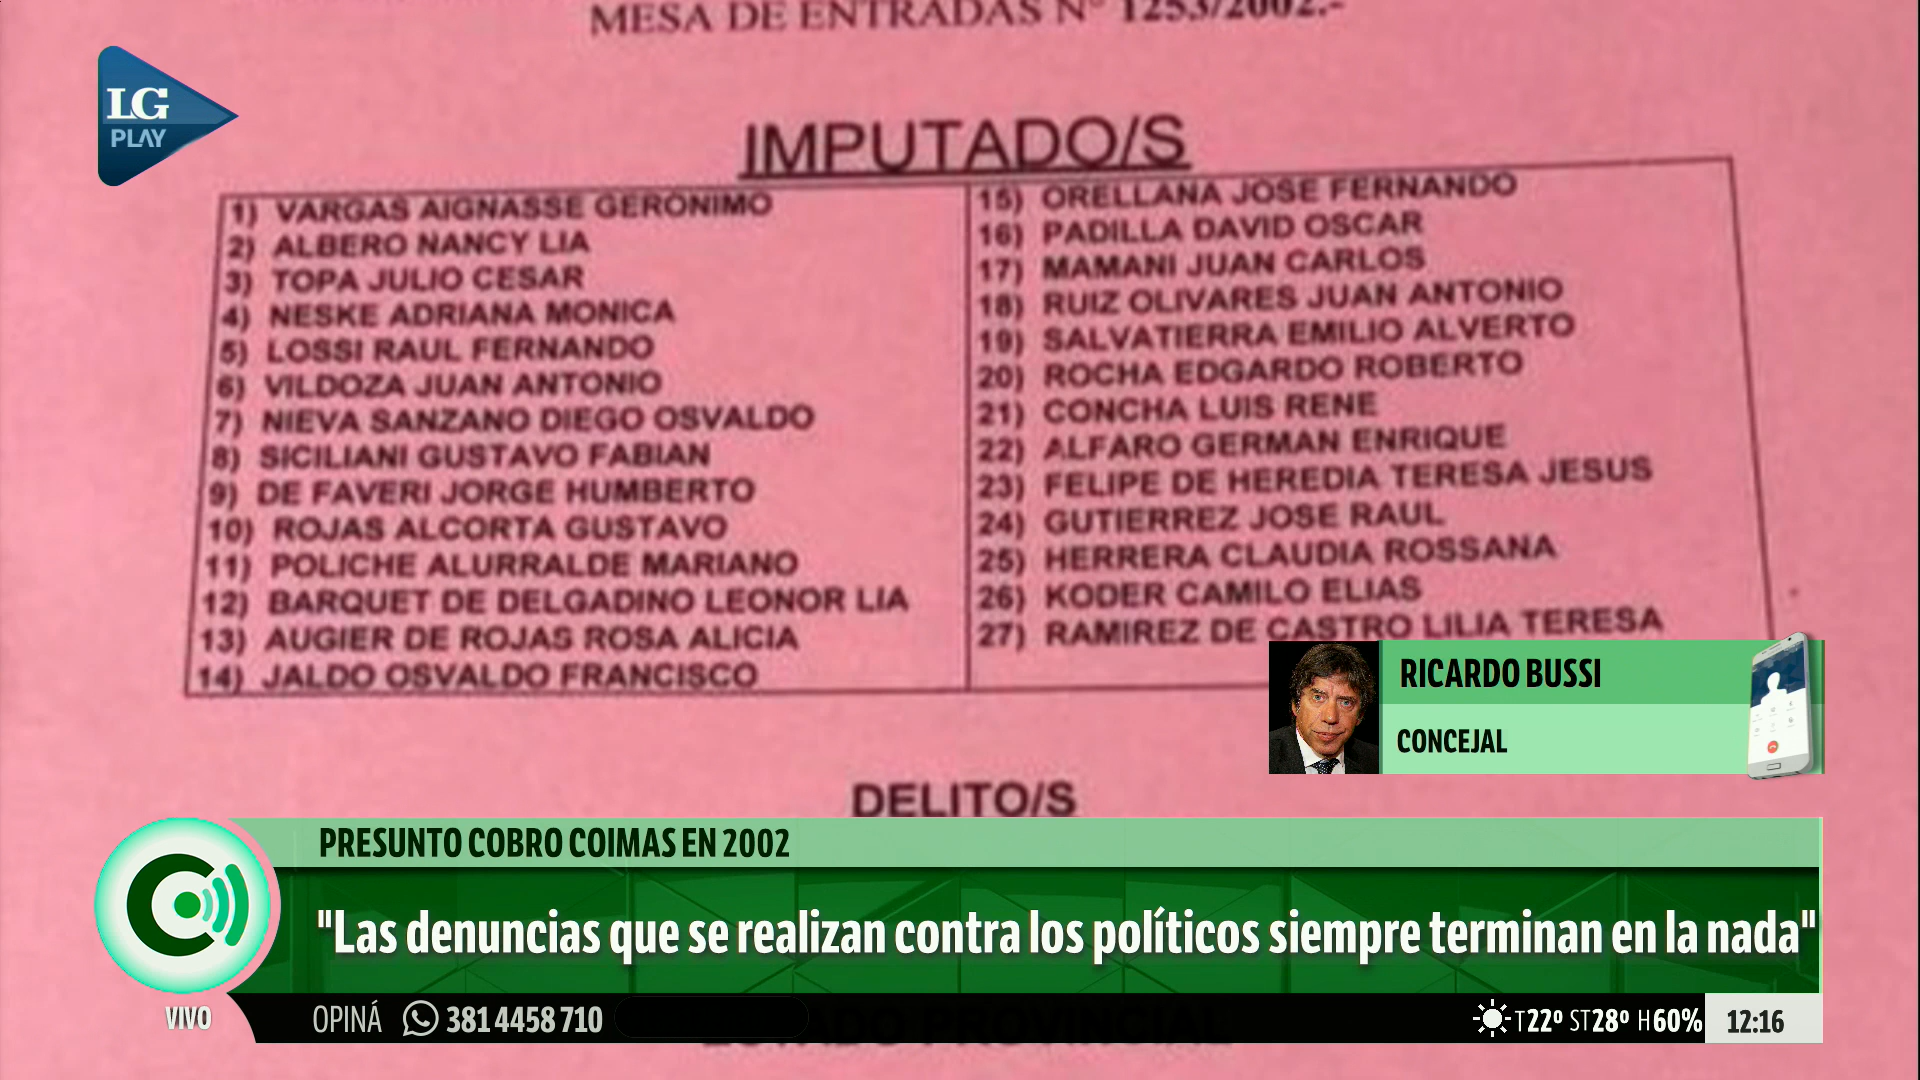 MESA DE ENTRADAS N° 1253/2002.-
LG
PLAY
IMPUTADO/S
1) VARGAS AIGNASSE GERONIMO
2) ALBERO NANCY LIA
3) TOPA JULIO CESAR
4) NESKE ADRIANA MONICA
5) LOSSI RAUL FERNANDO
6) VILDOZA JUAN ANTONIO
7) NIEVA SANZANO DIEGO OSVALDO
8) SICILIANI GUSTAVO FABIAN
9) DE FAVERI JORGE HUMBERTO
10) ROJAS ALCORTA GUSTAVO
11) POLICHE ALURRALDE MARIANO
12) BARQUET DE DELGADINO LEONOR LIA
13) AUGIER DE ROJAS ROSA ALICIA
14) JALDO OSVALDO FRANCISCO
15) ORELLANA JOSE FERNANDO
16) PADILLA DAVID OSCAR
17) MAMANI JUAN CARLOS
18) RUIZ OLIVARES JUAN ANTONIO
19) SALVATIERRA EMILIO ALVERTO
20) ROCHA EDGARDO ROBERTO
21) CONCHA LUIS RENE
22) ALFARO GERMAN ENRIQUE
23) FELIPE DE HEREDIA TERESA JESUS
24) GUTIERREZ JOSE RAUL
25) HERRERA CLAUDIA ROSSANA
26) KODER CAMILO ELIAS
27) RAMIREZ DE CASTRO LILIA TERESA
RICARDO BUSSI
CONCEJAL
DELITO/S
PRESUNTO COBRO COIMAS EN 2002
"Las denuncias que se realizan contra los políticos siempre terminan en la nada"
VIVO
OPINÁ 381 4458 710
T22º ST28º H60% 12:16